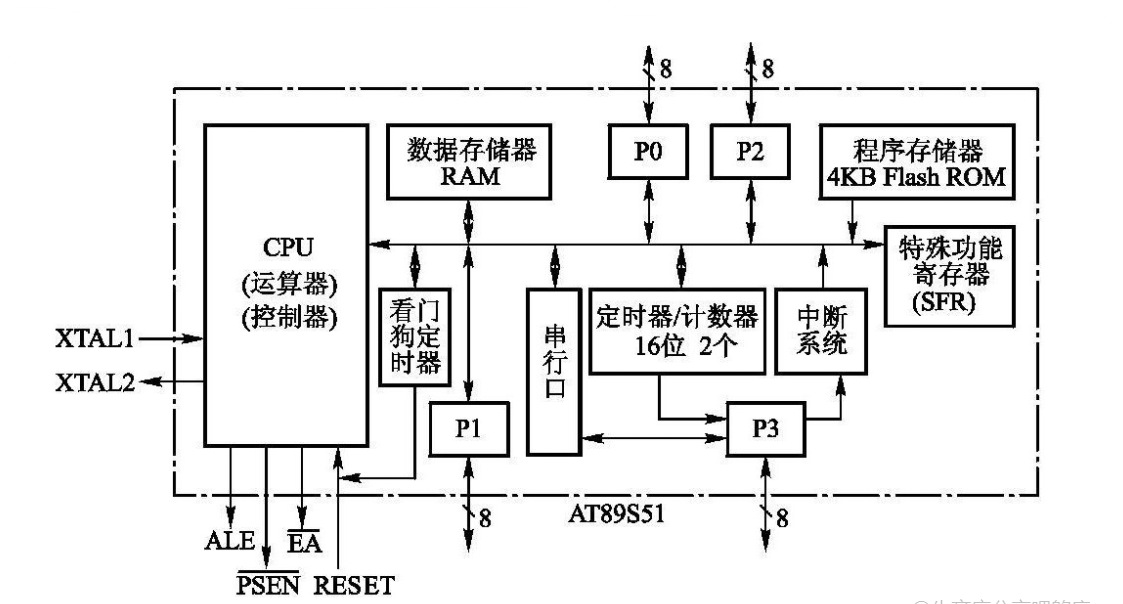 8
8
数据存储器
RAM
P0
P2
程序存储器
4KB Flash ROM
CPU
(运算器)
(控制器)
特殊功能
寄存器
(SFR)
看门
狗定
时器
串
行
口
定时器/计数器
16位 2个
中断
系统
XTAL1
XTAL2
P1
P3
8
8
AT89S51
ALE
EA
PSEN
RESET